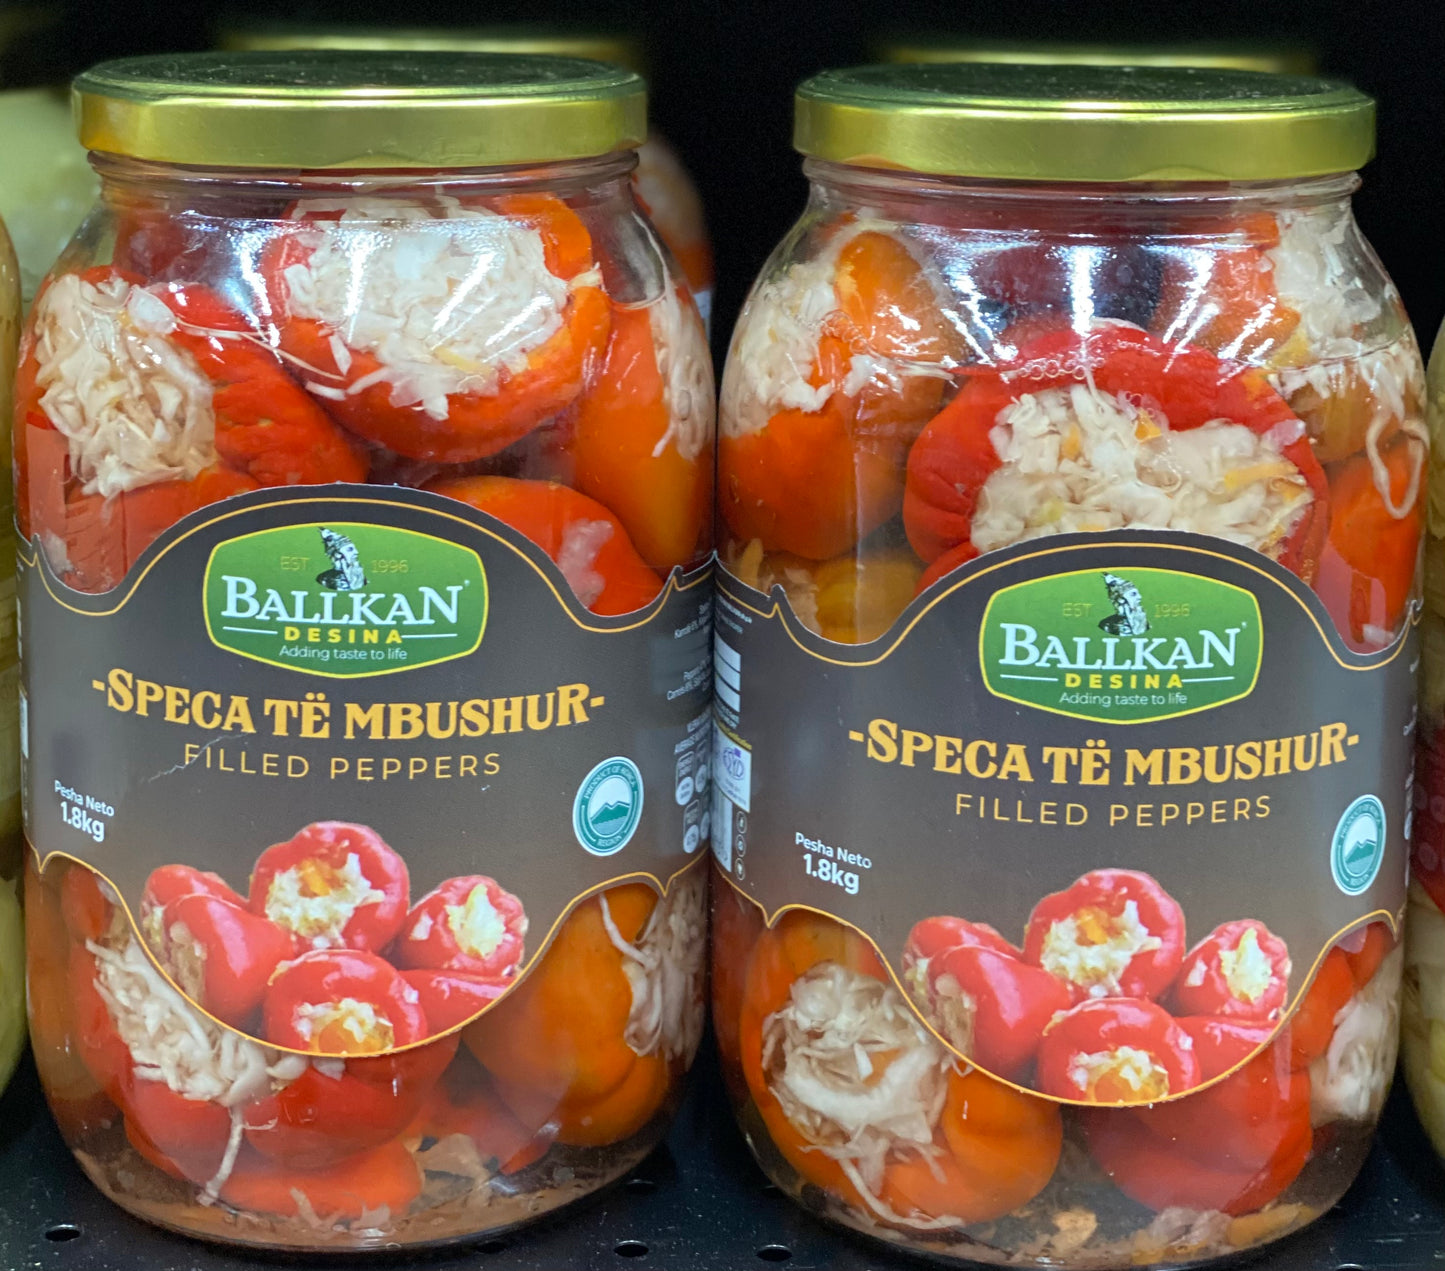 EST 1996
BALLKAN
DESINA
Adding taste to life
-SPECA TË MBUSHUR-
FILLED PEPPERS
Pesha Neto
1.8kg
EST 1996
BALLKAN
DESINA
Adding taste to life
-SPECA TË MBUSHUR-
FILLED PEPPERS
Pesha Neto
1.8kg